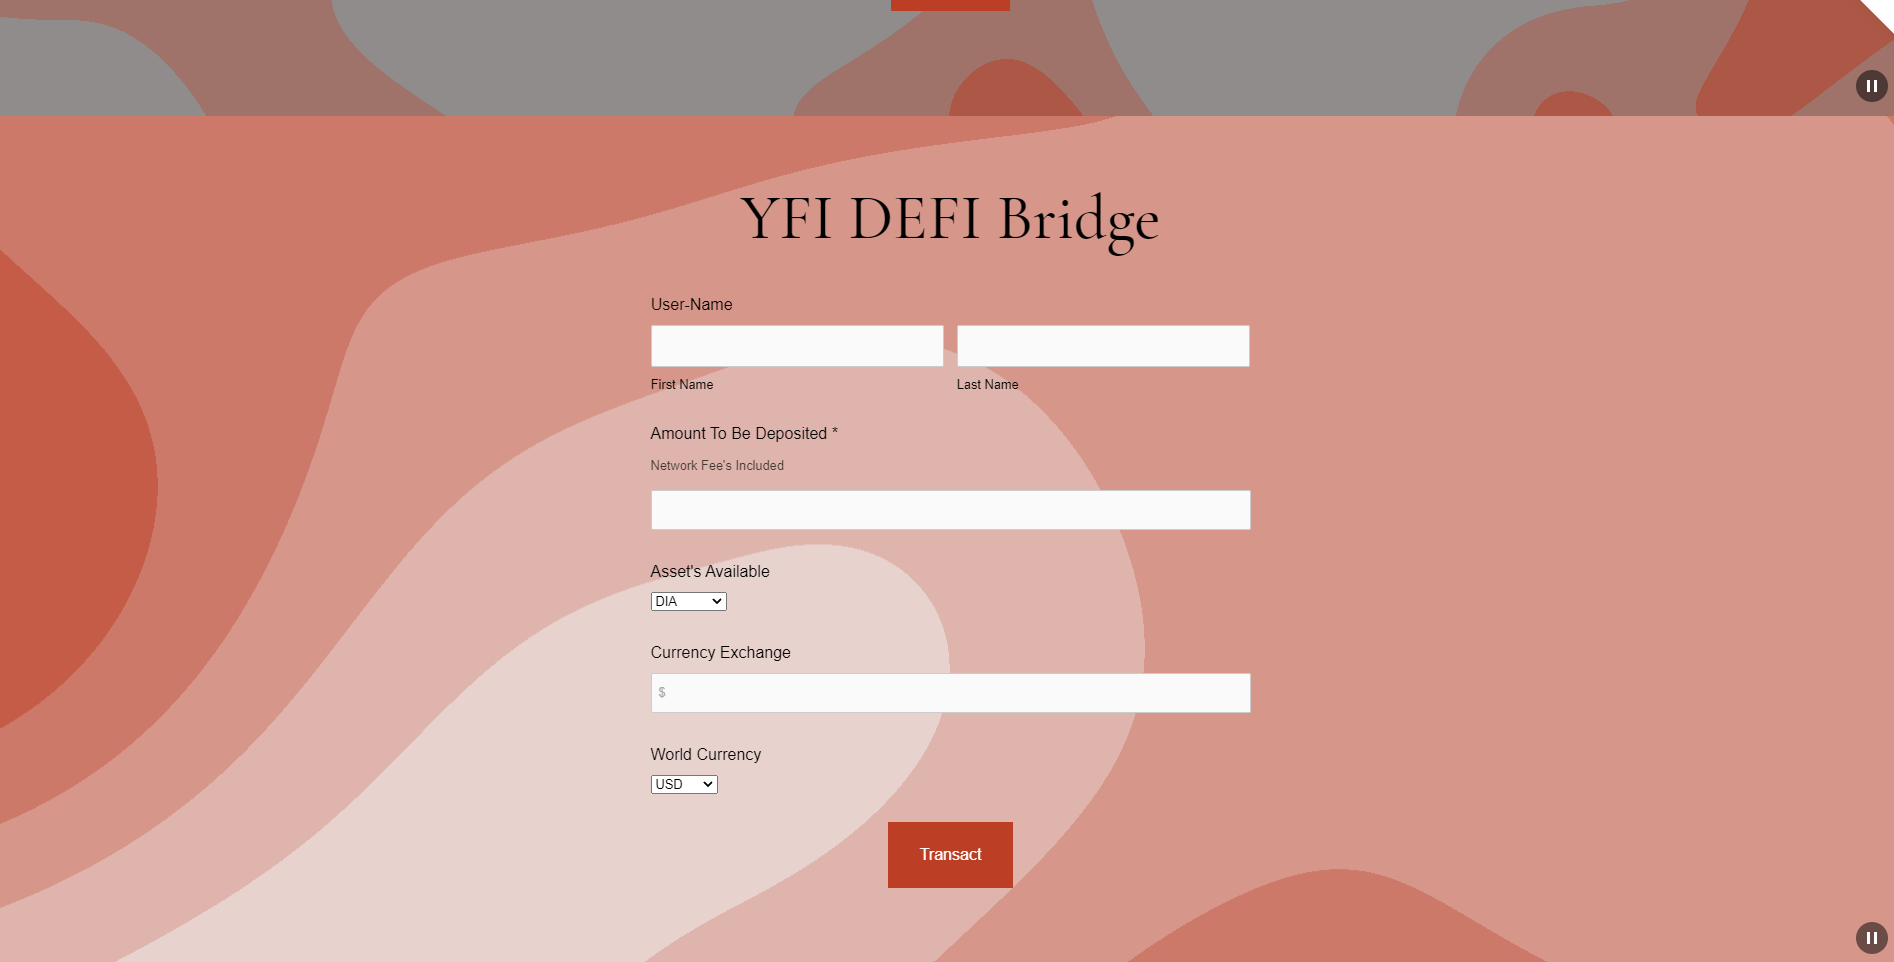 YFI DEFI Bridge
User-Name
First Name
Last Name
Amount To Be Deposited *
Network Fee's Included
Asset's Available
DIA
Currency Exchange
$
World Currency
USD
Transact